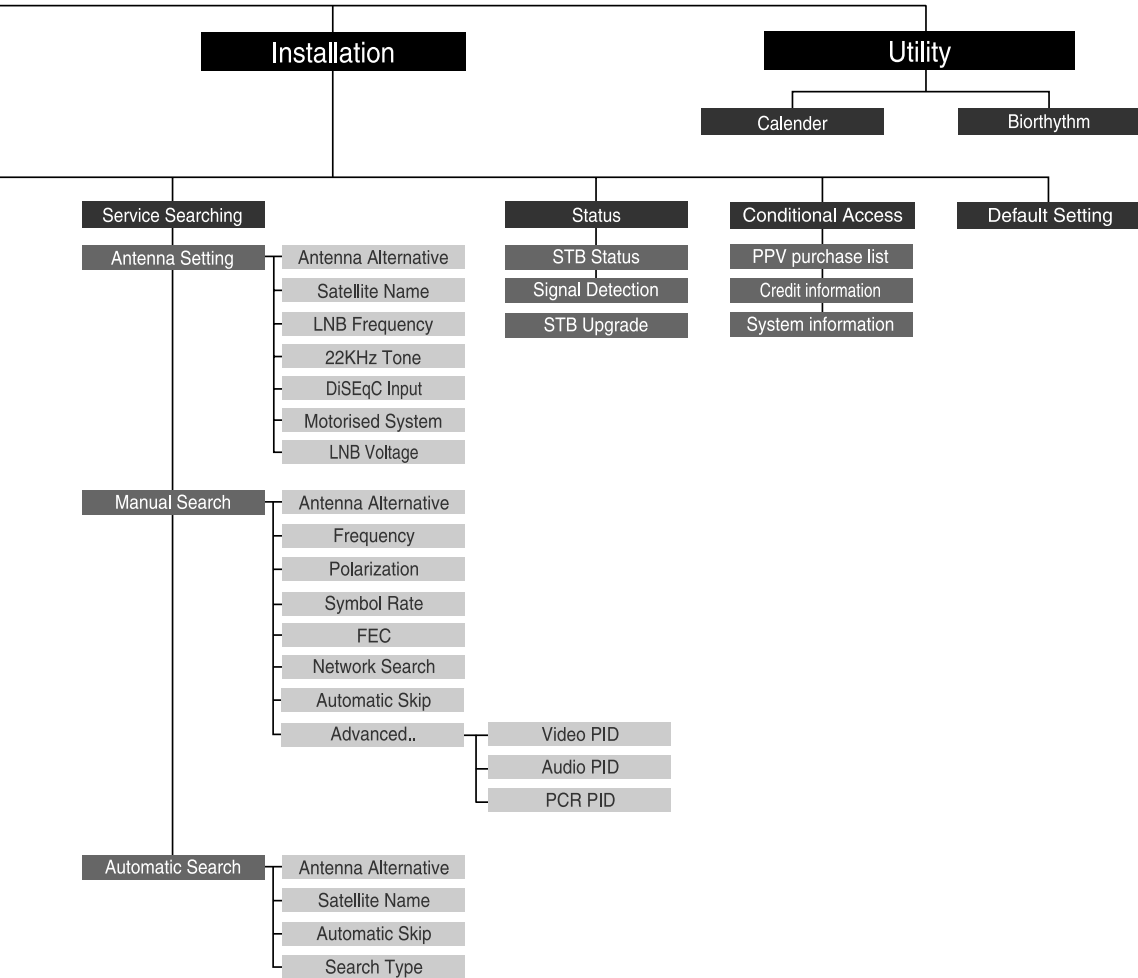 Installation
Utility
Calender
Biorthythm
Service Searching
Status
Conditional Access
Default Setting
Antenna Setting
Antenna Alternative
Satellite Name
LNB Frequency
22KHz Tone
DiSEqC Input
Motorised System
LNB Voltage
STB Status
Signal Detection
STB Upgrade
PPV purchase list
Credit information
System information
Manual Search
Antenna Alternative
Frequency
Polarization
Symbol Rate
FEC
Network Search
Automatic Skip
Advanced..
Video PID
Audio PID
PCR PID
Automatic Search
Antenna Alternative
Satellite Name
Automatic Skip
Search Type